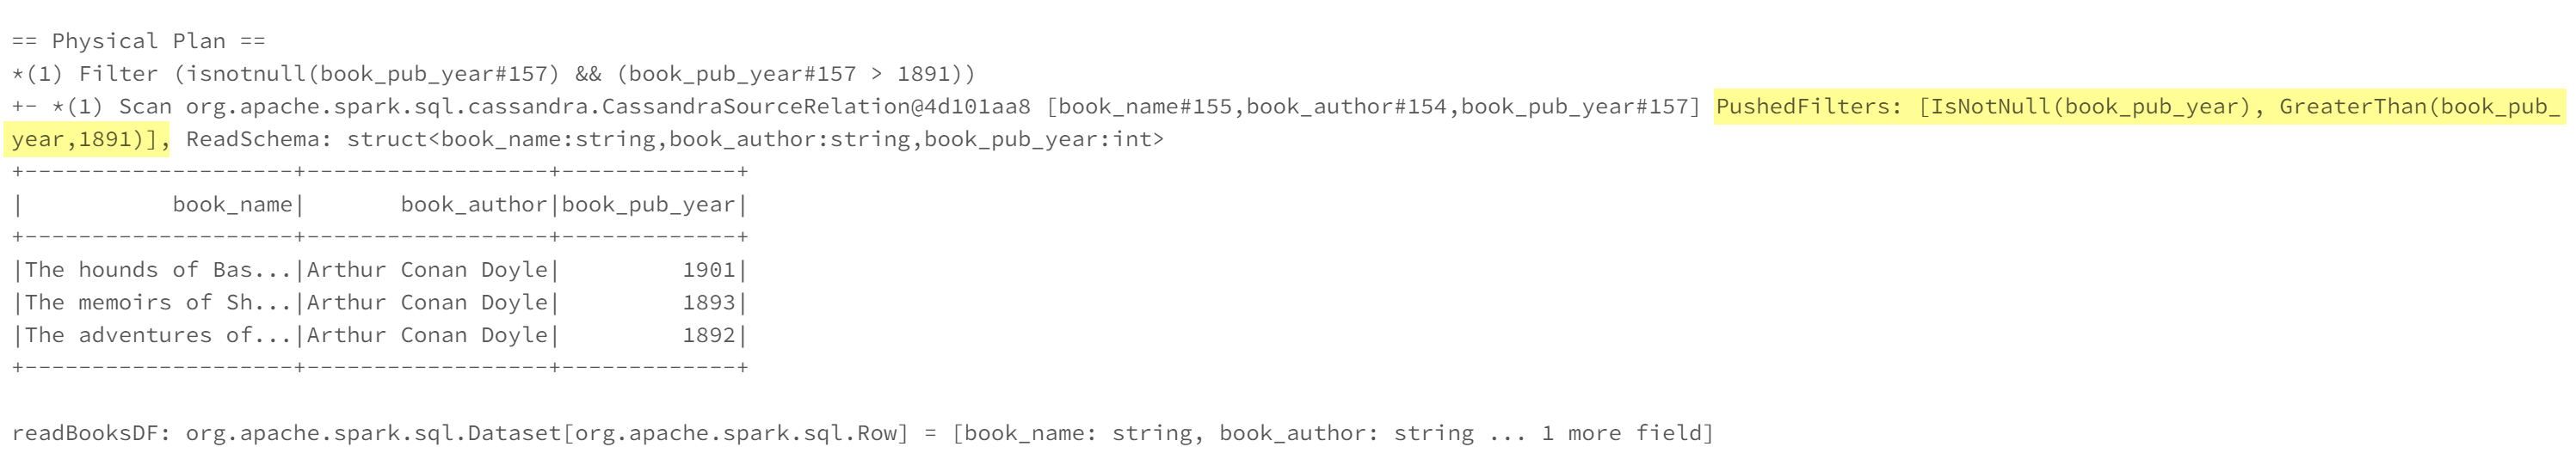 == Physical Plan ==
*(1) Filter (isnotnull(book_pub_year#157) && (book_pub_year#157 > 1891))
+- *(1) Scan org.apache.spark.sql.cassandra.CassandraSourceRelation@4d101aa8 [book_name#155,book_author#154,book_pub_year#157] PushedFilters: [IsNotNull(book_pub_year), GreaterThan(book_pub_
year,1891)], ReadSchema: struct<book_name:string,book_author:string,book_pub_year:int>
+--------------------+------------------+-------------+
|           book_name|       book_author|book_pub_year|
+--------------------+------------------+-------------+
|The hounds of Bas...|Arthur Conan Doyle|         1901|
|The memoirs of Sh...|Arthur Conan Doyle|         1893|
|The adventures of...|Arthur Conan Doyle|         1892|
+--------------------+------------------+-------------+
readBooksDF: org.apache.spark.sql.Dataset[org.apache.spark.sql.Row] = [book_name: string, book_author: string ... 1 more field]